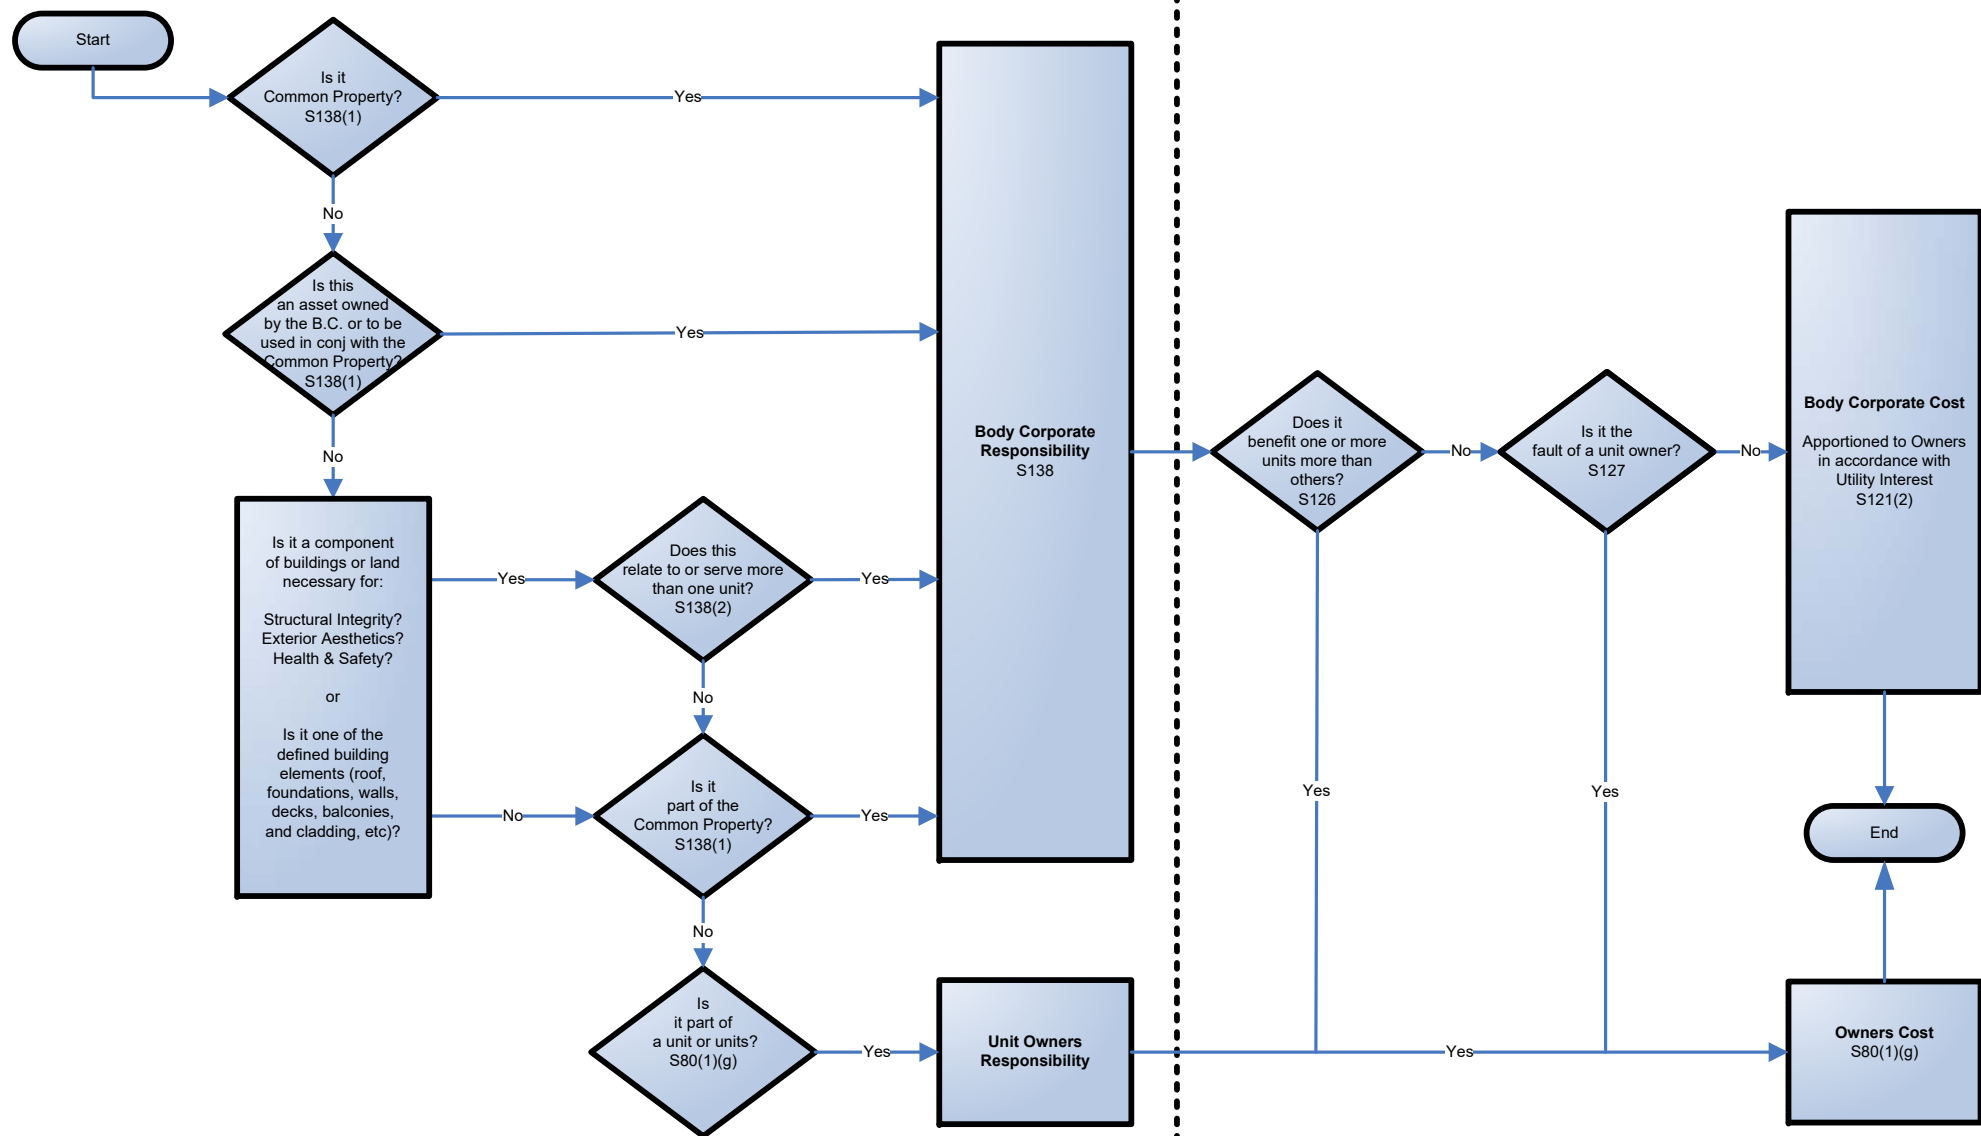 Start
Is it
Common Property?
S138(1)
Yes
No
Is this
an asset owned
by the B.C. or to be
used in conj with the
Common Property?
S138(1)
Yes
No
Is it a component
of buildings or land
necessary for:
Structural Integrity?
Exterior Aesthetics?
Health & Safety?
or
Is it one of the
defined building
elements (roof,
foundations, walls,
decks, balconies,
and cladding, etc)?
Yes
No
Does this
relate to or serve more
than one unit?
S138(2)
Yes
No
Is it
part of the
Common Property?
S138(1)
Yes
No
Is
it part of
a unit or units?
S80(1)(g)
Yes
Body Corporate
Responsibility
S138
Unit Owners
Responsibility
Does it
benefit one or more
units more than
others?
S126
No
Yes
Is it the
fault of a unit owner?
S127
No
Yes
Yes
Body Corporate Cost
Apportioned to Owners
in accordance with
Utility Interest
S121(2)
End
Owners Cost
S80(1)(g)